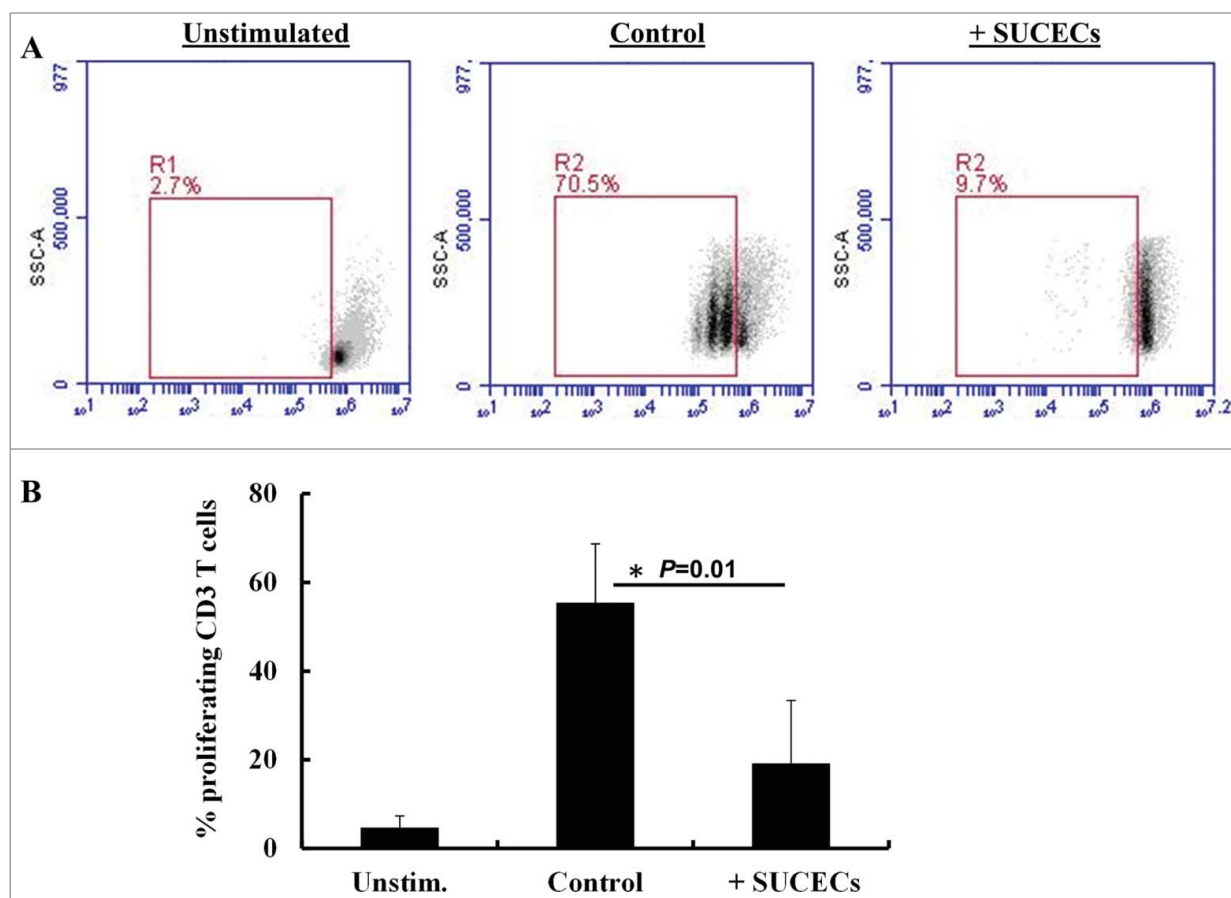 A
Unstimulated
Control
+ SUCECs
977
977,
977,
R1
2.7%
R2
70.5%
R2
9.7%
SSC-A
SSC-A
SSC-A
500,000
500,000
500,000
0
0
0
10¹ 10² 10³ 10⁴ 10⁵ 10⁶ 10⁷
10¹ 10² 10³ 10⁴ 10⁵ 10⁶ 10⁷
10¹ 10² 10³ 10⁴ 10⁵ 10⁶ 10⁷·²
B
% proliferating CD3 T cells
80
60
40
20
0
* P=0.01
Unstim.
Control
+ SUCECs